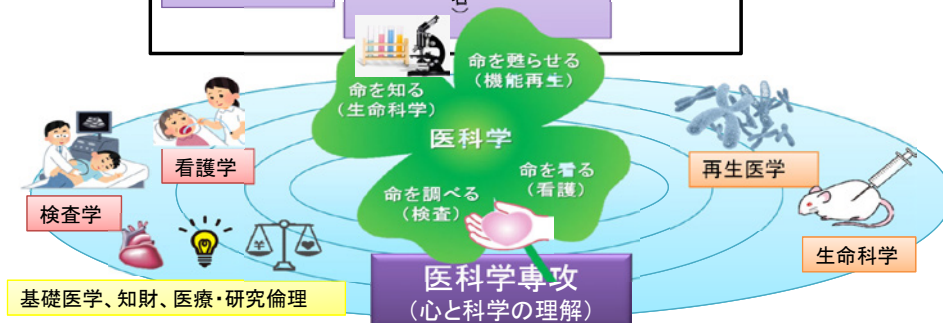 命を甦らせる
(機能再生)
命を知る
(生命科学)
医科学
命を看る
(看護)
命を調べる
(検査)
看護学
検査学
再生医学
生命科学
基礎医学、知財、医療・研究倫理
医科学専攻
(心と科学の理解)